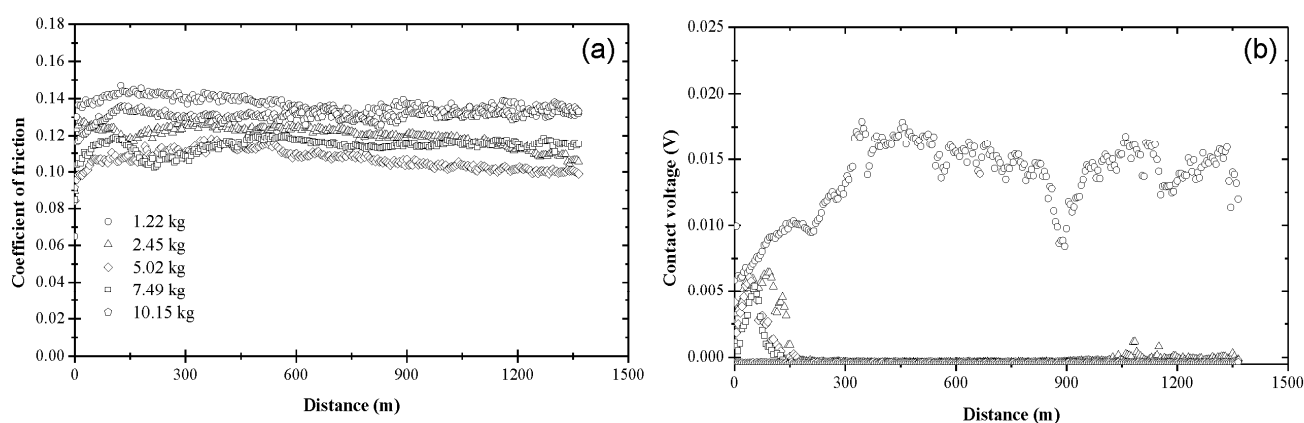 (a)
Coefficient of friction
0.18
0.16
0.14
0.12
0.10
0.08
0.06
0.04
0.02
0.00
1.22 kg
2.45 kg
5.02 kg
7.49 kg
10.15 kg
0
300
600
900
1200
1500
Distance (m)
(b)
Contact voltage (V)
0.025
0.020
0.015
0.010
0.005
0.000
0
300
600
900
1200
1500
Distance (m)